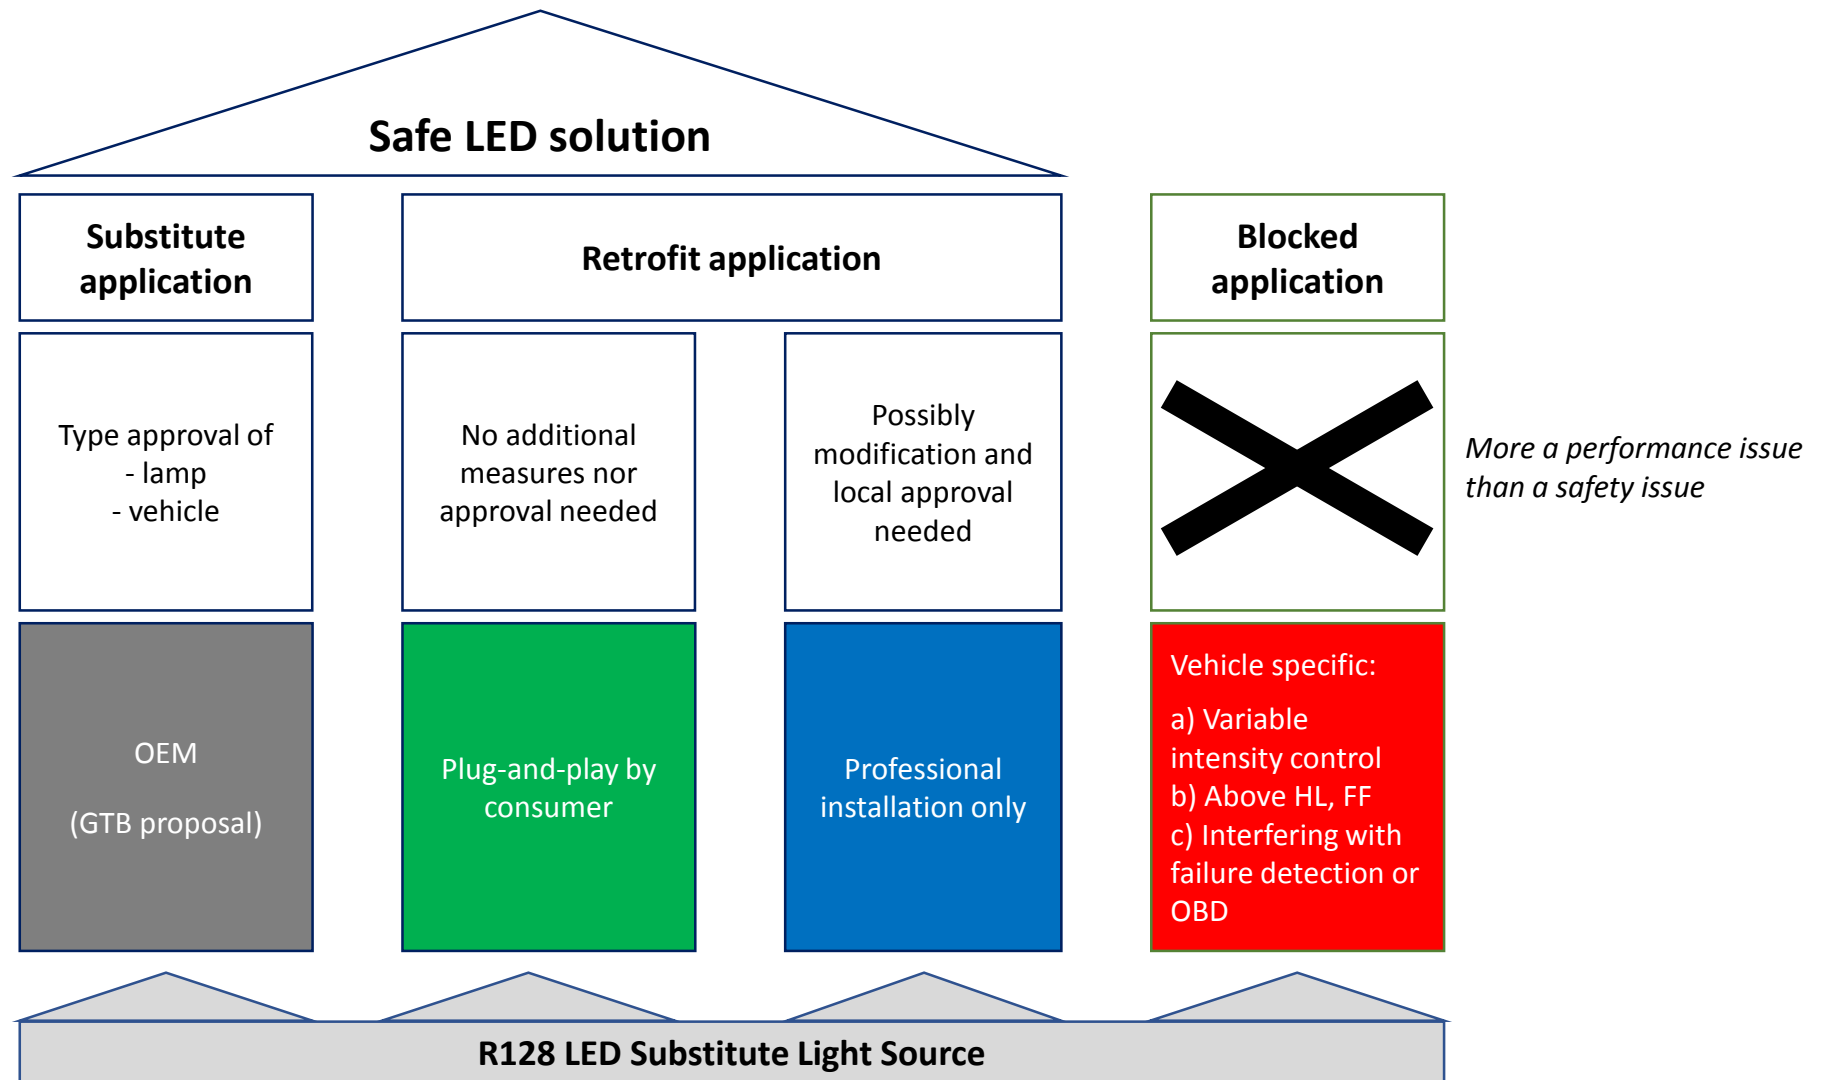 Safe LED solution
Substitute
application
Retrofit application
Blocked
application
Type approval of
- lamp
- vehicle
No additional
measures nor
approval needed
Possibly
modification and
local approval
needed
More a performance issue
than a safety issue
OEM
(GTB proposal)
Plug-and-play by
consumer
Professional
installation only
Vehicle specific:
a) Variable
intensity control
b) Above HL, FF
c) Interfering with
failure detection or
OBD
R128 LED Substitute Light Source